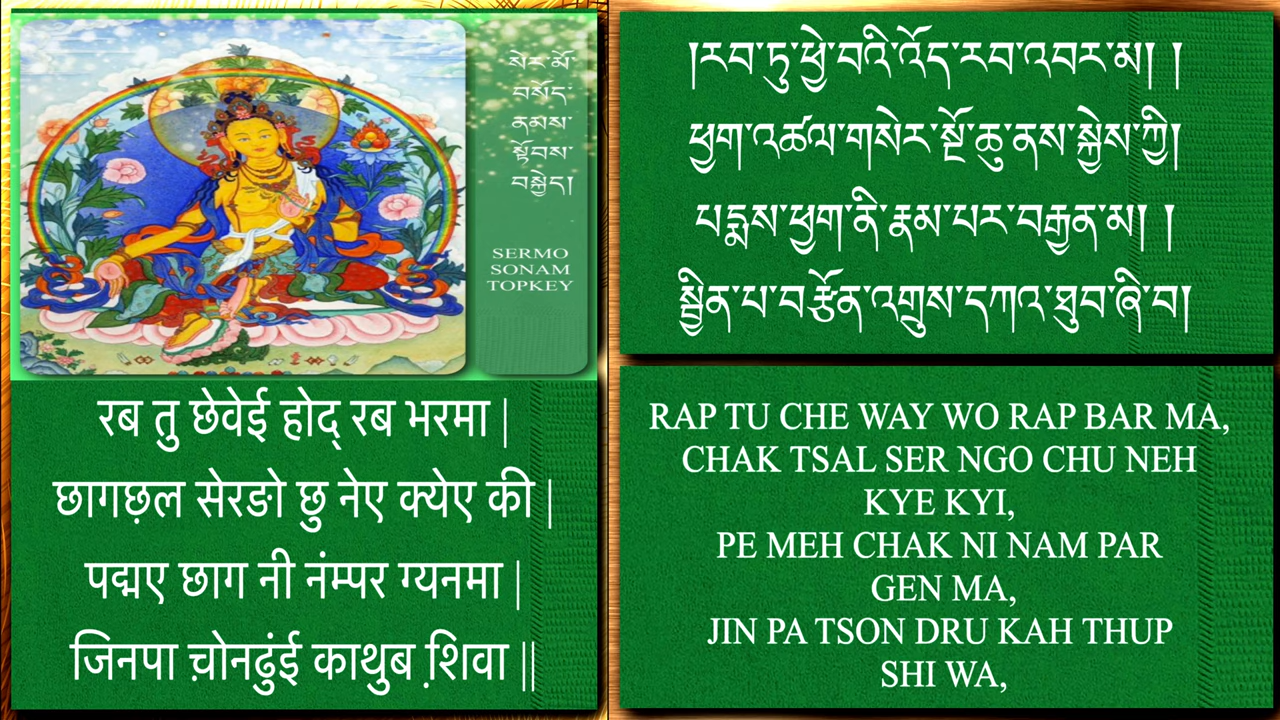 སེར་མོ་
བསོད་
ནམས་
སྟོབས་
བསྐྱེད།
SERMO
SONAM
TOPKEY
།རབ་ཏུ་ཕྱེ་བའི་འོད་རབ་འབར་མ། །
ཕྱག་འཚལ་གསེར་སྔོ་ཆུ་ནས་སྐྱེས་ཀྱི།
པདྨས་ཕྱག་ནི་རྣམ་པར་བརྒྱན་མ། །
སྦྱིན་པ་བརྩོན་འགྲུས་དཀའ་ཐུབ་ཞི་བ།
रब तु छेवेई होद् रब भरमा |
छागछ़ल सेरङो छु नेए क्येए की |
पद्मए छाग नी नंम्पर ग्यनमा |
जिनपा च़ोनढुंई काथुब श़िवा ||
RAP TU CHE WAY WO RAP BAR MA,
CHAK TSAL SER NGO CHU NEH
KYE KYI,
PE MEH CHAK NI NAM PAR
GEN MA,
JIN PA TSON DRU KAH THUP
SHI WA,